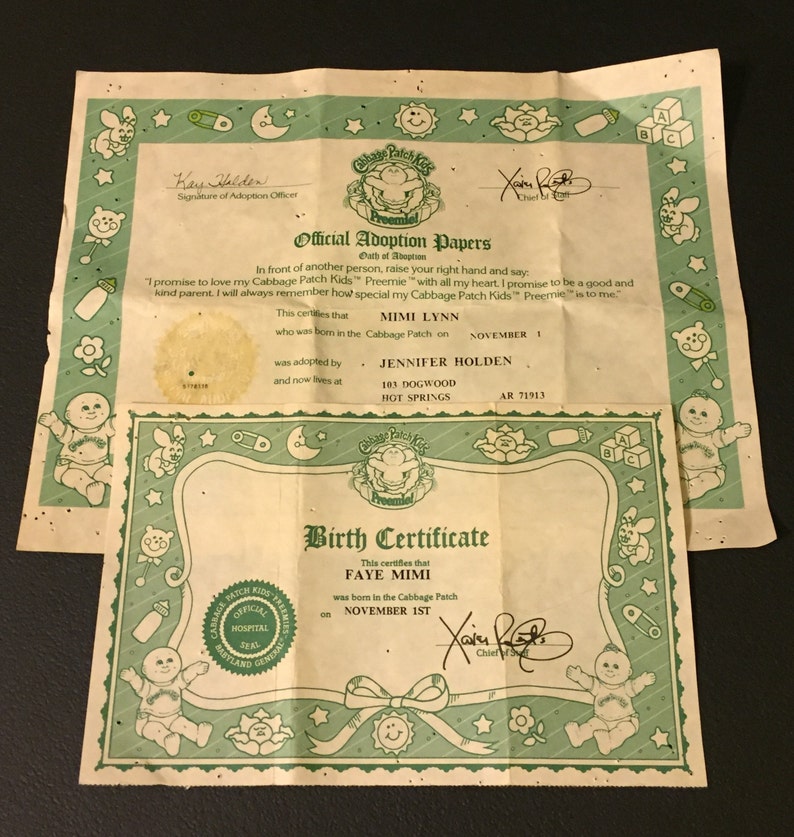 Cabbage Patch Kids
Preemie!
Kay Holden
Signature of Adoption Officer
Xavier Roberts
Chief of Staff
A
B C
Official Adoption Papers
Oath of Adoption
In front of another person, raise your right hand and say:
"I promise to love my Cabbage Patch Kids™ Preemie™ with all my heart. I promise to be a good and
kind parent. I will always remember how special my Cabbage Patch Kids™ Preemie™ is to me."
This certifies that MIMI LYNN
who was born in the Cabbage Patch on NOVEMBER 1
was adopted by JENNIFER HOLDEN
and now lives at 103 DOGWOOD
HOT SPRINGS AR 71913
Cabbage Patch Kids
Preemie!
A
B C
Birth Certificate
This certifies that
FAYE MIMI
was born in the Cabbage Patch
on NOVEMBER 1ST
CABBAGE PATCH KIDS™ PREEMIES™
OFFICIAL
HOSPITAL
SEAL
BABYLAND GENERAL®
Xavier Roberts
Chief of Staff